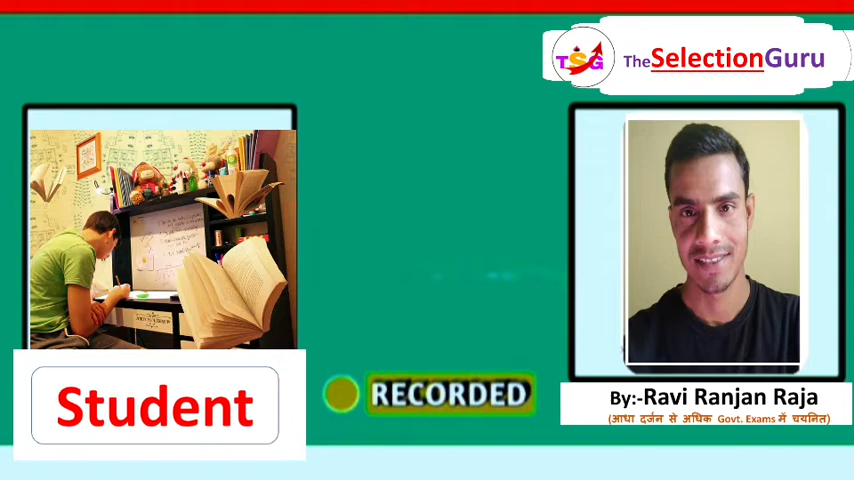 TSG
TheSelectionGuru
Student
RECORDED
By:-Ravi Ranjan Raja
(आधा दर्जन से अधिक Govt. Exams में चयनित)